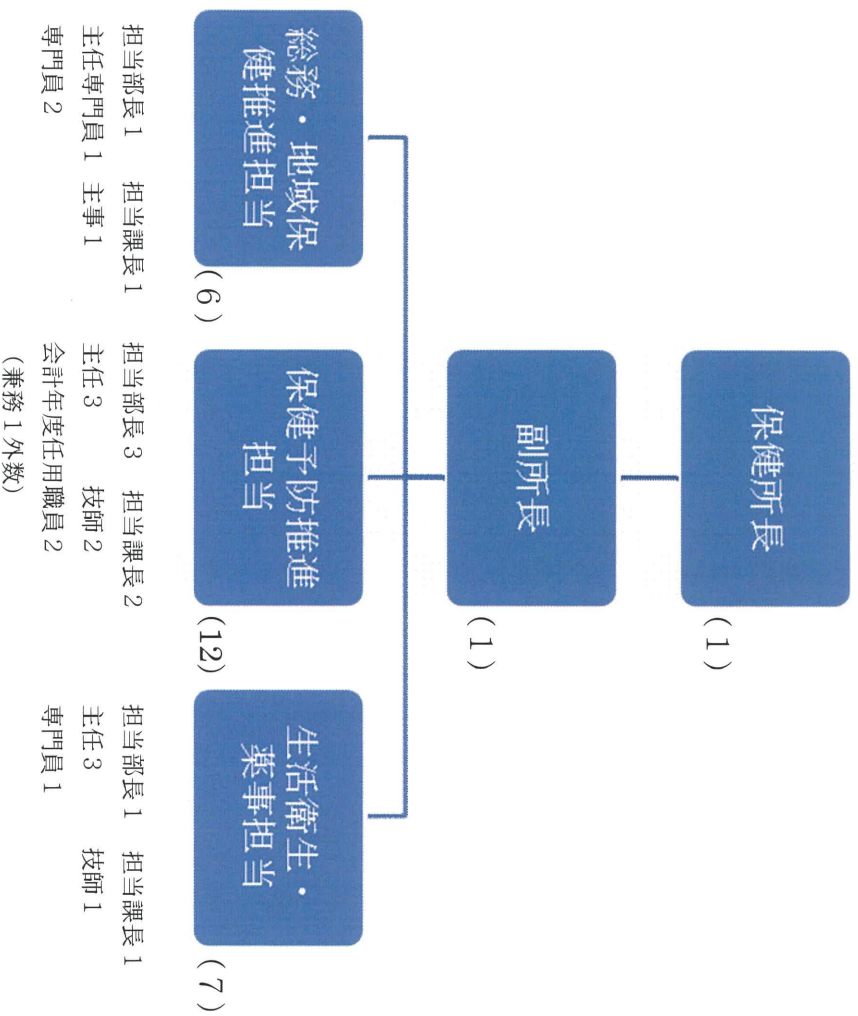 保健所長
(1)
副所長
(1)
総務・地域保
健推進担当
(6)
担当部長1 担当課長1
主任専門員1 主事1
専門員2
保健予防推進
担当
(12)
担当部長3 担当課長2
主任3 技師2
会計年度任用職員2
(兼務1外数)
生活衛生・
薬事担当
(7)
担当部長1 担当課長1
主任3 技師1
専門員1